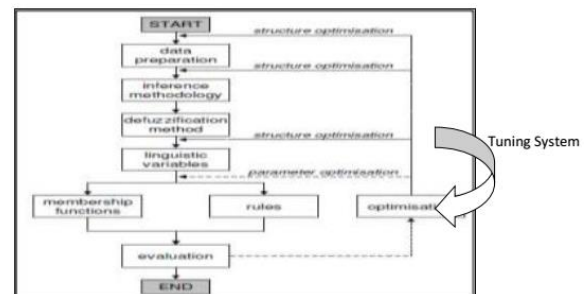 START
structure optimisation
data
preparation
structure optimisation
inference
methodology
defuzzification
method
structure optimisation
linguistic
variables
parameter optimisation
membership
functions
rules
optimisati
evaluation
END
Tuning System